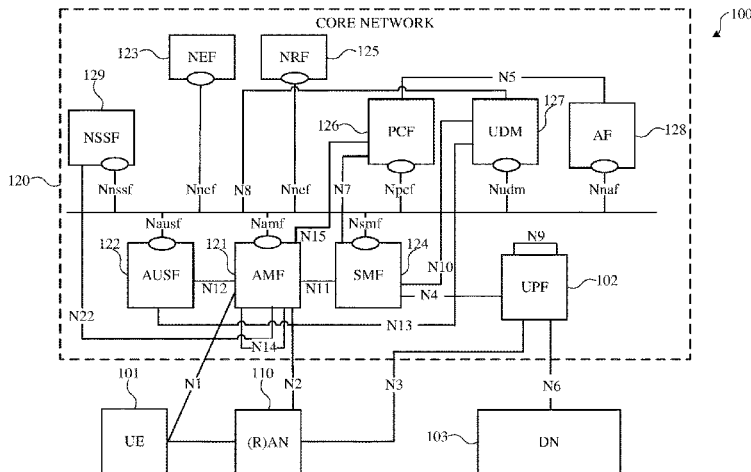 CORE NETWORK
100
123
NEF
NRF
125
129
NSSF
126
PCF
UDM
127
N5
AF
128
120
Nnssf
Nnef
N8
Nnef
N7
Npcf
Nudm
Nnaf
Nausf
Namf
N15
Nsmf
122
AUSF
121
AMF
SMF
124
N10
N9
UPF
102
N12
N11
N4
N22
N14
N13
N1
N2
N3
N6
101
UE
110
(R)AN
103
DN